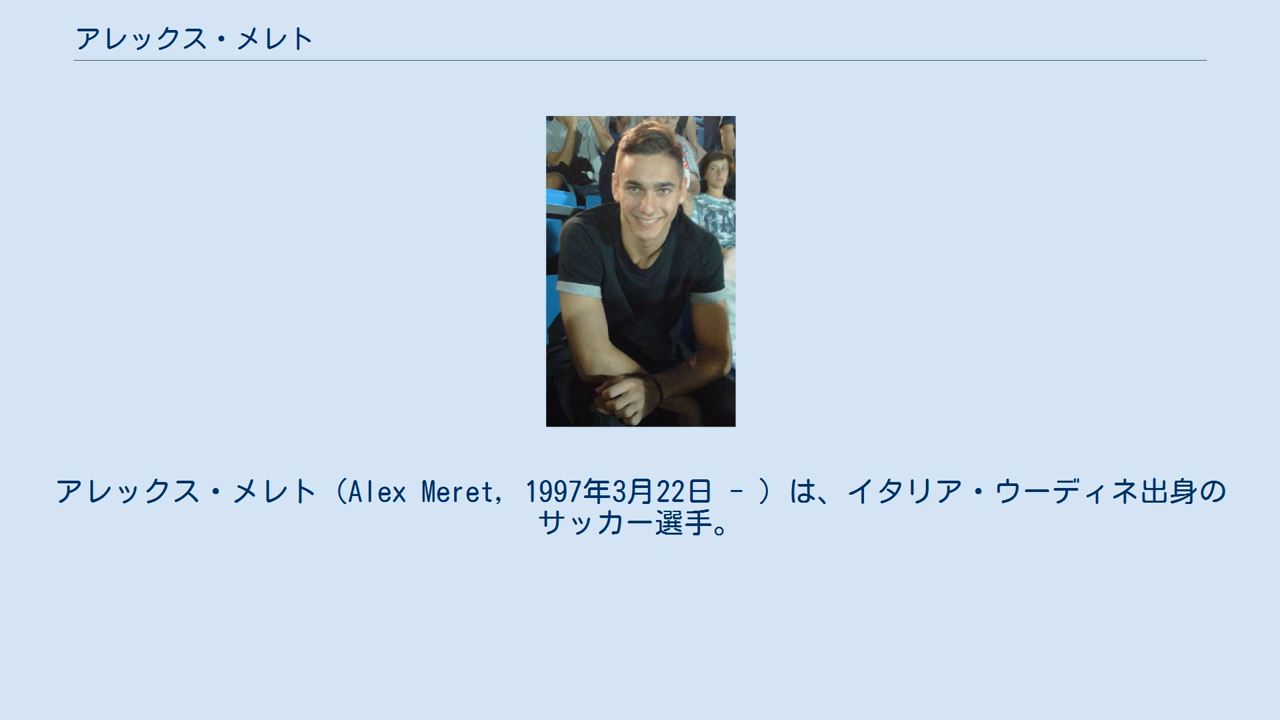 アレックス・メレト
アレックス・メレト（Alex Meret, 1997年3月22日 - ）は、イタリア・ウーディネ出身の
サッカー選手。